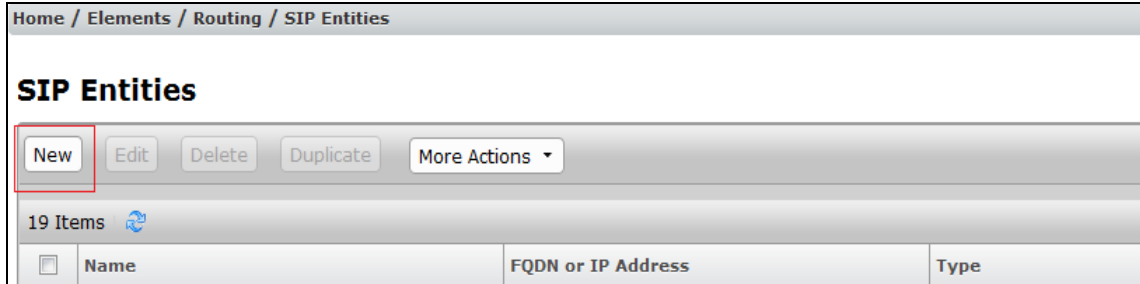 Home / Elements / Routing / SIP Entities
SIP Entities
New Edit Delete Duplicate More Actions
19 Items
Name FQDN or IP Address Type